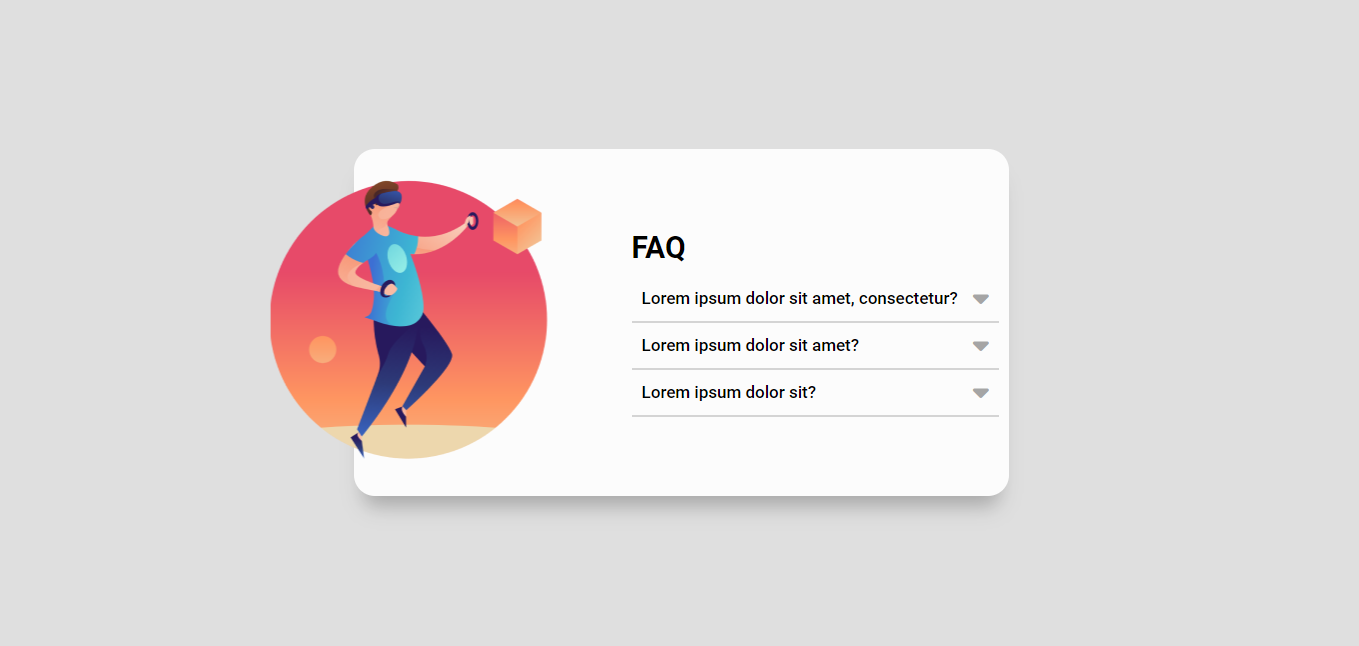 FAQ
Lorem ipsum dolor sit amet, consectetur?
Lorem ipsum dolor sit amet?
Lorem ipsum dolor sit?